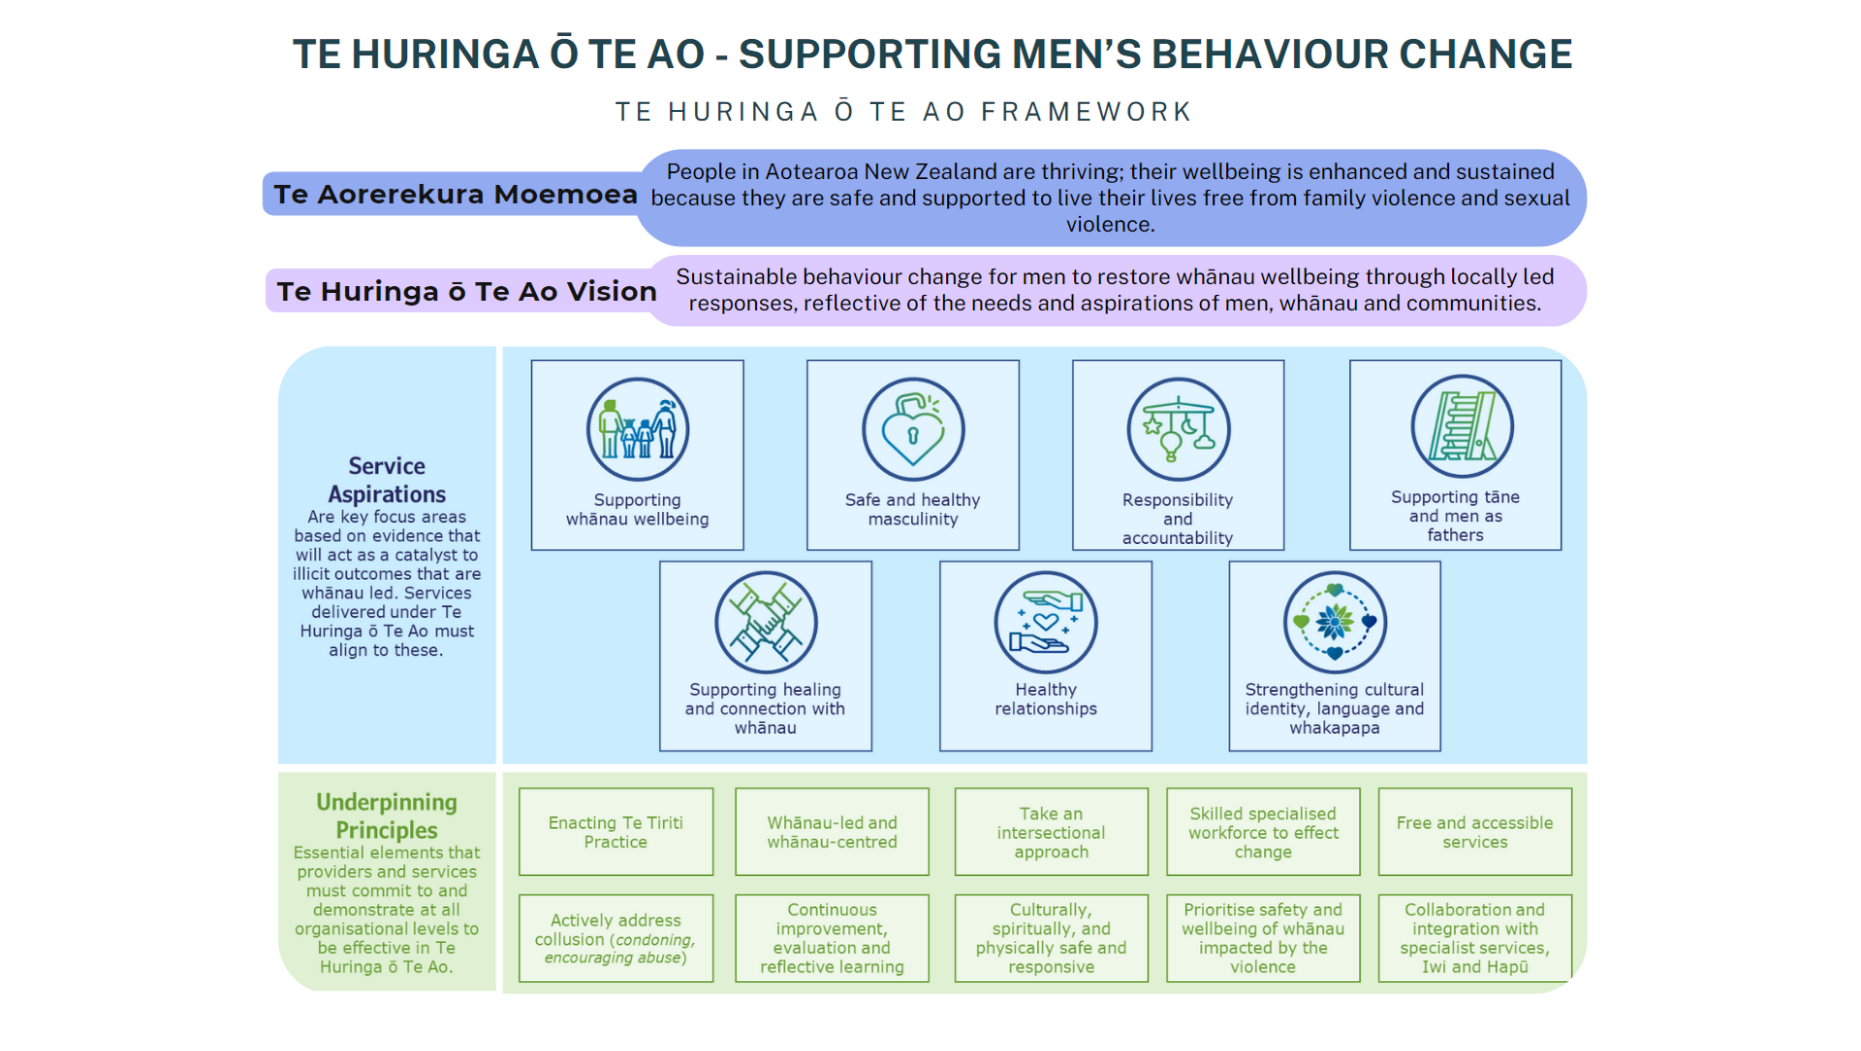 TE HURINGA Ō TE AO - SUPPORTING MEN'S BEHAVIOUR CHANGE
TE HURINGA Ō TE AO FRAMEWORK
Te Aorerekura Moemoea
People in Aotearoa New Zealand are thriving; their wellbeing is enhanced and sustained
because they are safe and supported to live their lives free from family violence and sexual
violence.
Te Huringa ō Te Ao Vision
Sustainable behaviour change for men to restore whānau wellbeing through locally led
responses, reflective of the needs and aspirations of men, whānau and communities.
Service
Aspirations
Are key focus areas
based on evidence that
will act as a catalyst to
illicit outcomes that are
whānau led. Services
delivered under Te
Huringa ō Te Ao must
align to these.
Supporting
whānau wellbeing
Safe and healthy
masculinity
Responsibility
and
accountability
Supporting tāne
and men as
fathers
Supporting healing
and connection with
whānau
Healthy
relationships
Strengthening cultural
identity, language and
whakapapa
Underpinning
Principles
Essential elements that
providers and services
must commit to and
demonstrate at all
organisational levels to
be effective in Te
Huringa ō Te Ao.
Enacting Te Tiriti
Practice
Whānau-led and
whānau-centred
Take an
intersectional
approach
Skilled specialised
workforce to effect
change
Free and accessible
services
Actively address
collusion (condoning,
encouraging abuse)
Continuous
improvement,
evaluation and
reflective learning
Culturally,
spiritually, and
physically safe and
responsive
Prioritise safety and
wellbeing of whānau
impacted by the
violence
Collaboration and
integration with
specialist services,
Iwi and Hapū